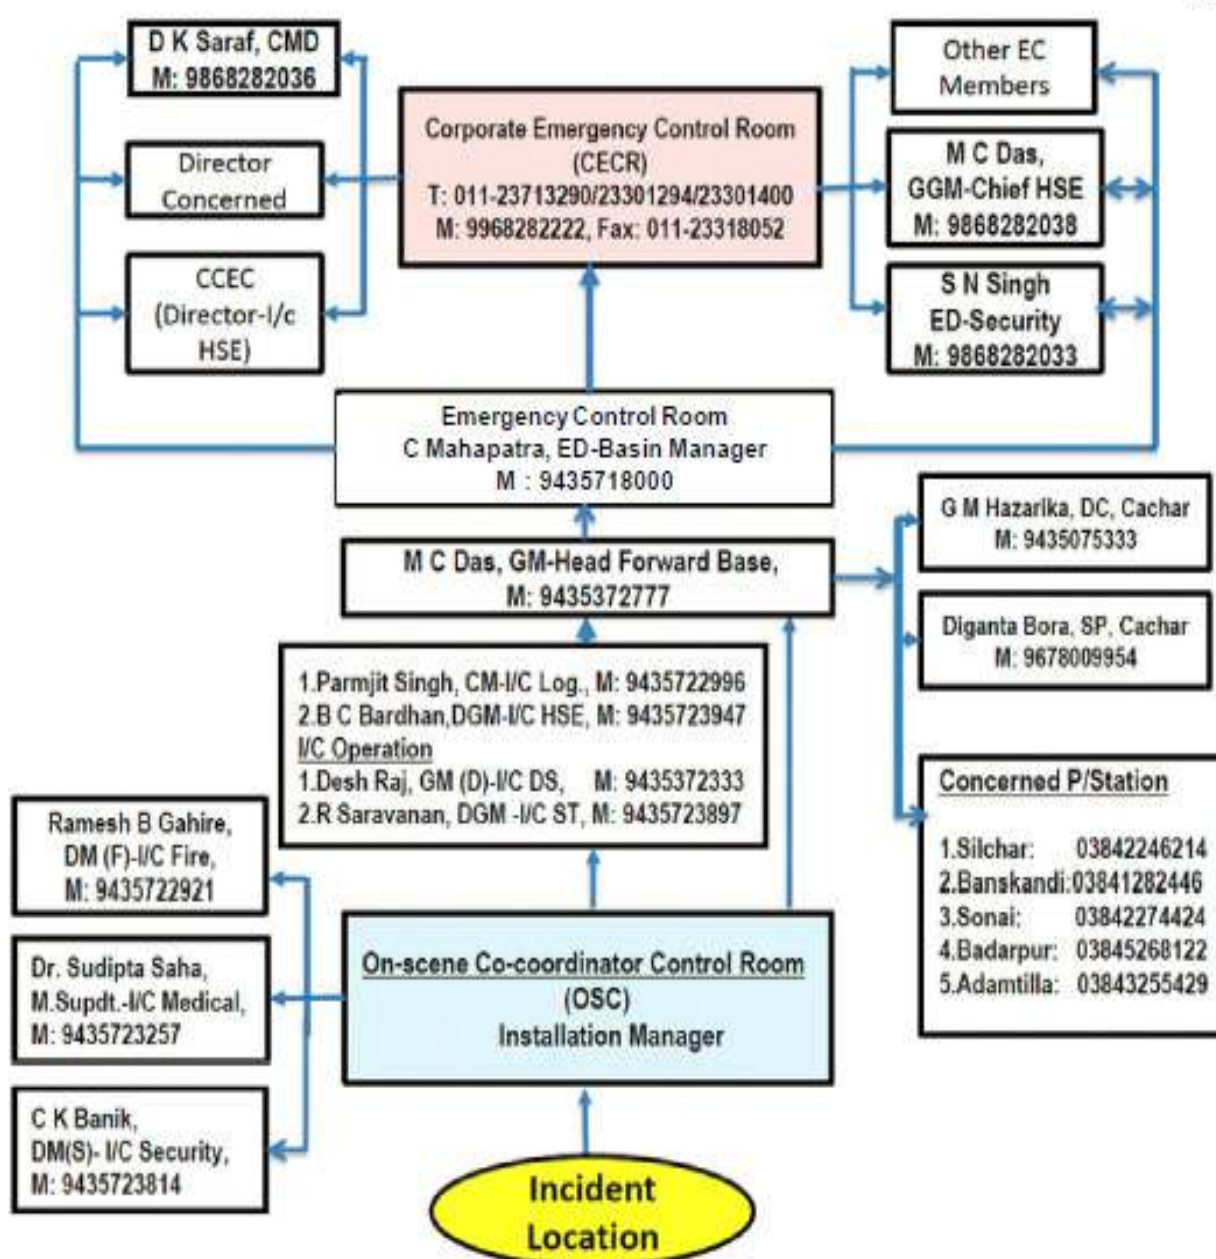 D K Saraf, CMD
M: 9868282036
Director
Concerned
CCEC
(Director-I/c
HSE)
Corporate Emergency Control Room
(CECR)
T: 011-23713290/23301294/23301400
M: 9968282222, Fax: 011-23318052
Other EC
Members
M C Das,
GGM-Chief HSE
M: 9868282038
S N Singh
ED-Security
M: 9868282033
Emergency Control Room
C Mahapatra, ED-Basin Manager
M : 9435718000
M C Das, GM-Head Forward Base,
M: 9435372777
G M Hazarika, DC, Cachar
M: 9435075333
Diganta Bora, SP, Cachar
M: 9678009954
1.Parmjit Singh, CM-I/C Log., M: 9435722996
2.B C Bardhan,DGM-I/C HSE, M: 9435723947
I/C Operation
1.Desh Raj, GM (D)-I/C DS, M: 9435372333
2.R Saravanan, DGM -I/C ST, M: 9435723897
Concerned P/Station
1.Silchar: 03842246214
2.Banskandi:03841282446
3.Sonai: 03842274424
4.Badarpur: 03845268122
5.Adamtilla: 03843255429
Ramesh B Gahire,
DM (F)-I/C Fire,
M: 9435722921
Dr. Sudipta Saha,
M.Supdt.-I/C Medical,
M: 9435723257
C K Banik,
DM(S)- I/C Security,
M: 9435723814
On-scene Co-coordinator Control Room
(OSC)
Installation Manager
Incident
Location